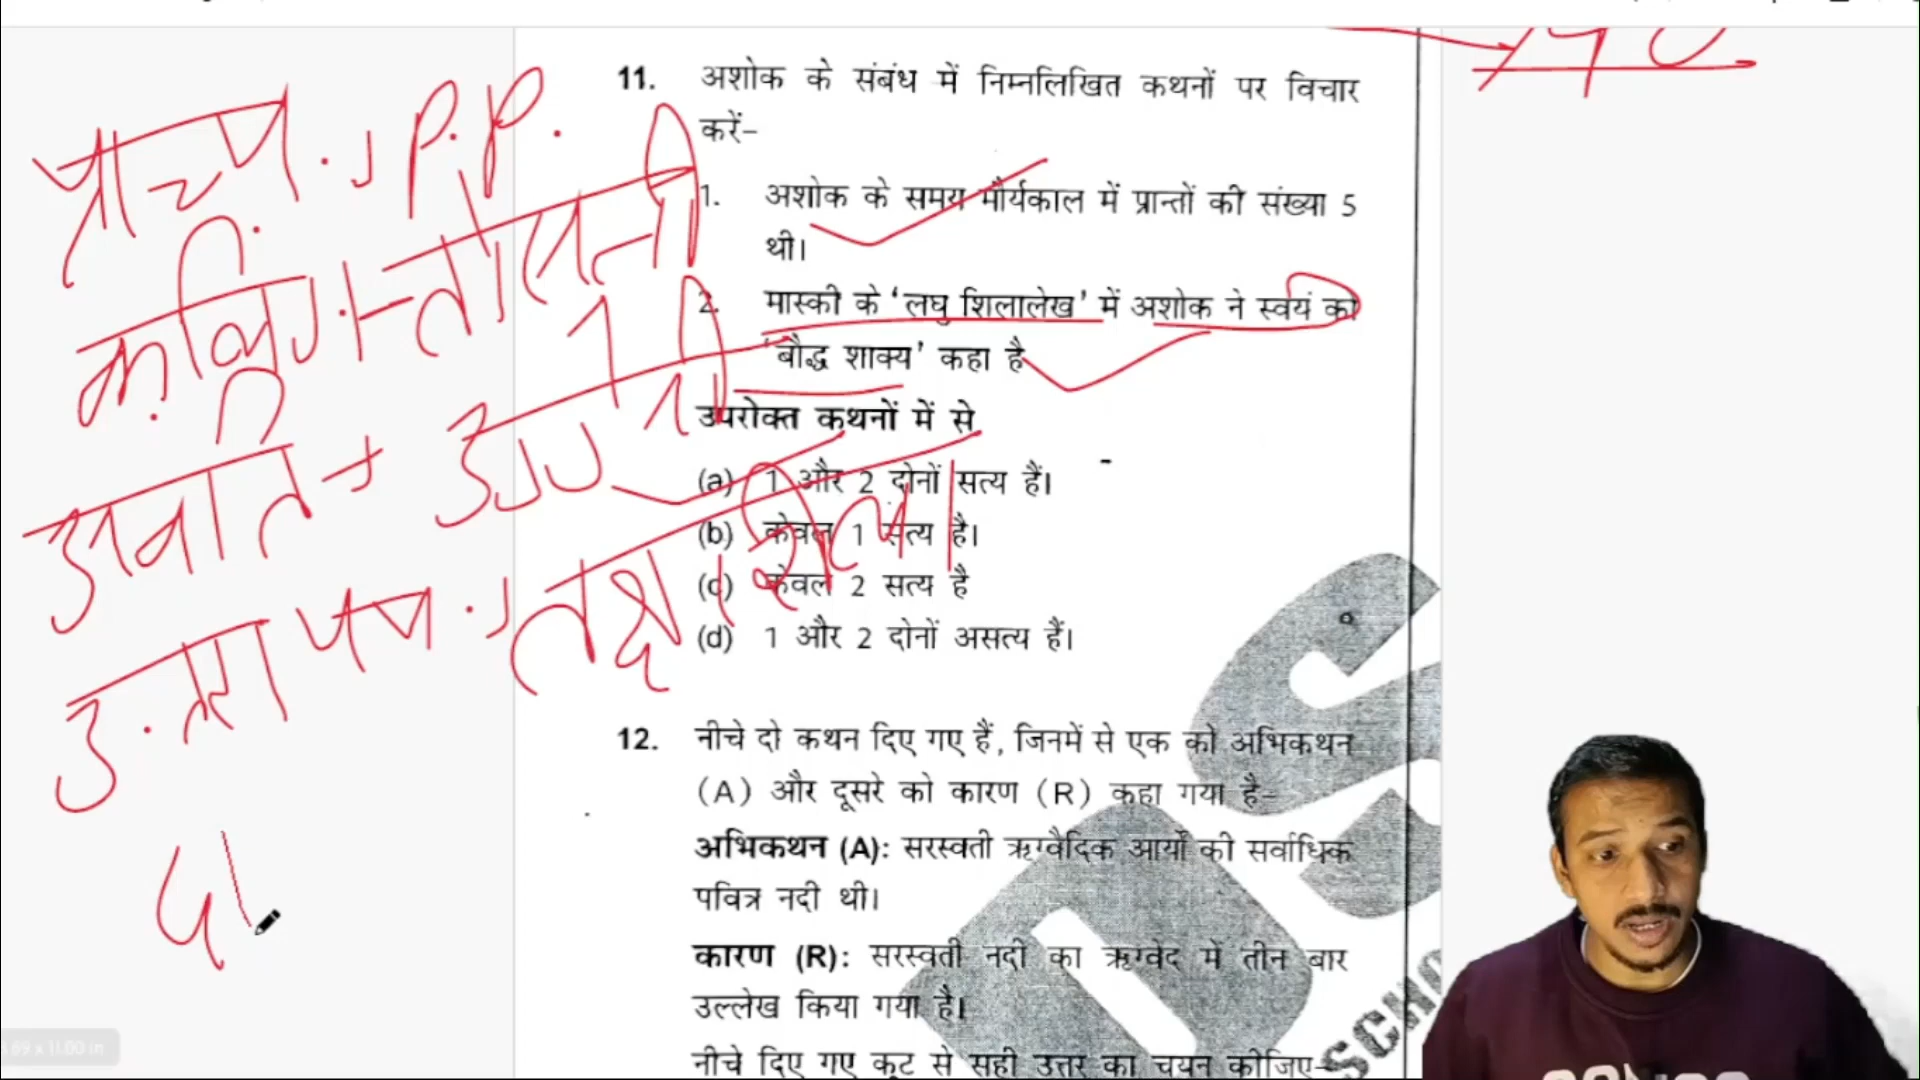 11. अशोक के संबंध में निम्नलिखित कथनों पर विचार
करें–
1. अशोक के समय मौर्यकाल में प्रान्तों की संख्या 5
थी।
2. मास्की के ‘लघु शिलालेख’ में अशोक ने स्वयं को
‘बौद्ध शाक्य’ कहा है
उपरोक्त कथनों में से
(a) 1 और 2 दोनों सत्य हैं।
(b) केवल 1 सत्य है।
(c) केवल 2 सत्य है
(d) 1 और 2 दोनों असत्य हैं।
12. नीचे दो कथन दिए गए हैं, जिनमें से एक को अभिकथन
(A) और दूसरे को कारण (R) कहा गया है–
अभिकथन (A): सरस्वती ऋग्वैदिक आर्यों की सर्वाधिक
पवित्र नदी थी।
कारण (R): सरस्वती नदी का ऋग्वेद में तीन बार
उल्लेख किया गया है।
नीचे दिए गए कूट से सही उत्तर का चयन कीजिए–
प्राच्य P.P.
कलिंग – तोसली
अवन्ति
तक्षशिला